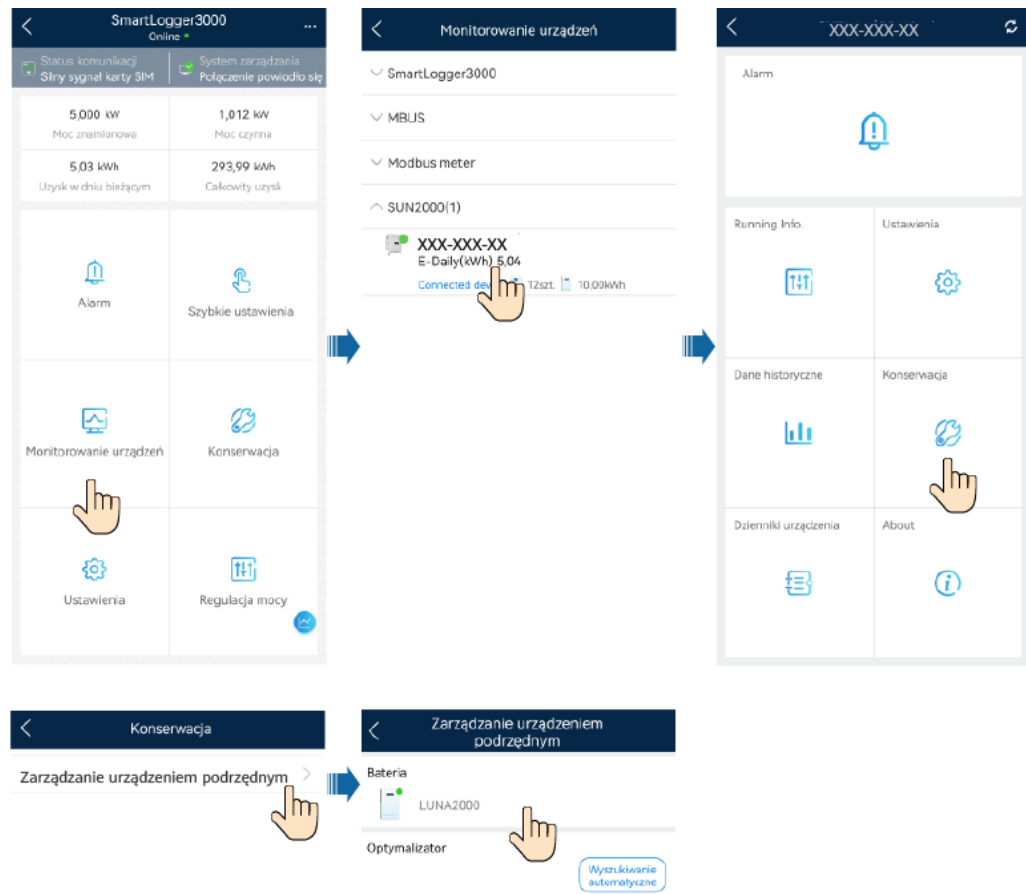 SmartLogger3000
Online
...
Status komunikacji
Silny sygnał karty SIM
System zarządzania
Połączenie powiodło się
5,000 kW
Moc znamionowa
1,012 kW
Moc czynna
5,03 kWh
Uzysk w dniu bieżącym
293,99 kWh
Całkowity uzysk
Alarm
Szybkie ustawienia
Monitorowanie urządzeń
Konserwacja
Ustawienia
Regulacja mocy
Monitorowanie urządzeń
SmartLogger3000
MBUS
Modbus meter
SUN2000(1)
XXX-XXX-XX
E-Daily(kWh) 5,04
Connected 12szt. 10,00kWh
XXX-XXX-XX
Alarm
Running Info.
Ustawienia
Dane historyczne
Konserwacja
Dzienniki urządzenia
About
Konserwacja
Zarządzanie urządzeniem podrzędnym
Zarządzanie urządzeniem
podrzędnym
Bateria
LUNA2000
Optymalizator
Wyszukiwanie
automatyczne